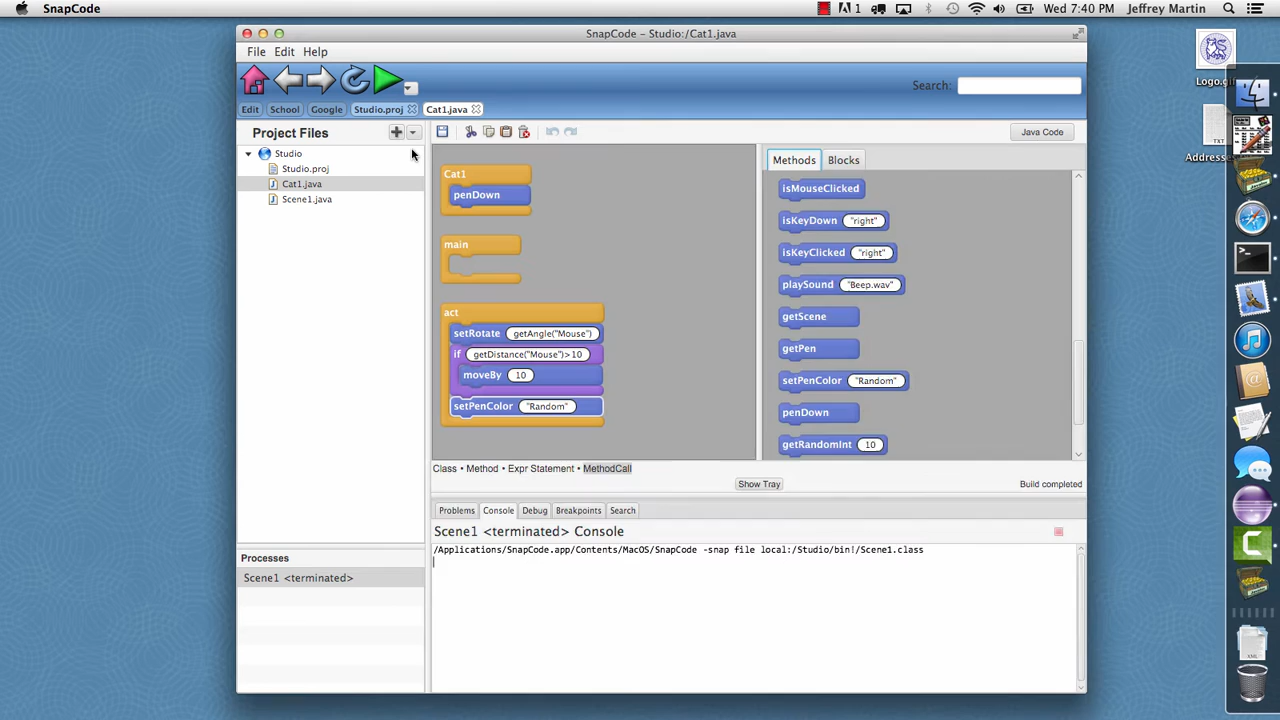 SnapCode
1
Wed 7:40 PM
Jeffrey Martin
SnapCode – Studio:/Cat1.java
File
Edit
Help
Search:
Edit
School
Google
Studio.proj
Cat1.java
Project Files
Java Code
Studio
Studio.proj
Cat1.java
Scene1.java
Cat1
penDown
main
act
setRotate getAngle("Mouse")
if getDistance("Mouse")>10
moveBy 10
setPenColor "Random"
Methods
Blocks
isMouseClicked
isKeyDown "right"
isKeyClicked "right"
playSound "Beep.wav"
getScene
getPen
setPenColor "Random"
penDown
getRandomInt 10
Class • Method • Expr Statement • MethodCall
Show Tray
Build completed
Problems
Console
Debug
Breakpoints
Search
Scene1 <terminated> Console
/Applications/SnapCode.app/Contents/MacOS/SnapCode -snap file local:/Studio/bin!/Scene1.class
Processes
Scene1 <terminated>
TXT
XML